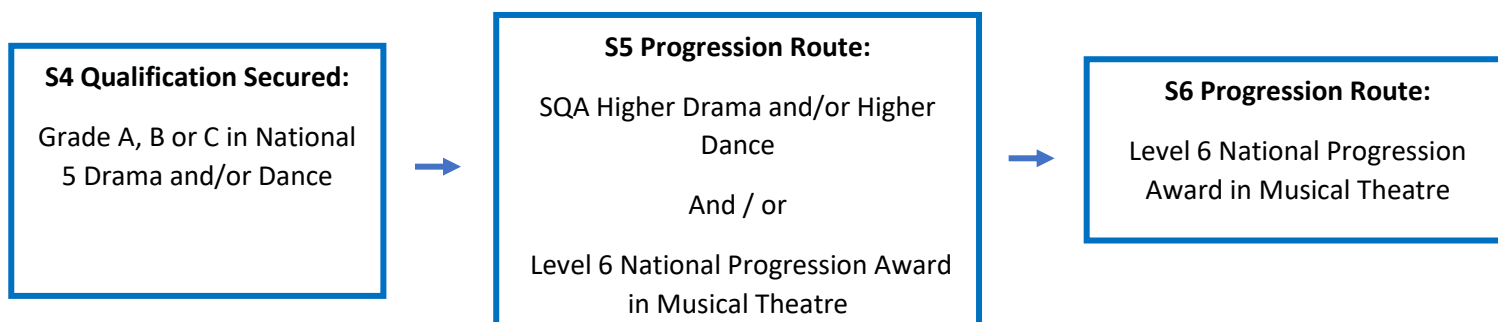 S4 Qualification Secured:
Grade A, B or C in National
5 Drama and/or Dance
S5 Progression Route:
SQA Higher Drama and/or Higher
Dance
And / or
Level 6 National Progression Award
in Musical Theatre
S6 Progression Route:
Level 6 National Progression
Award in Musical Theatre